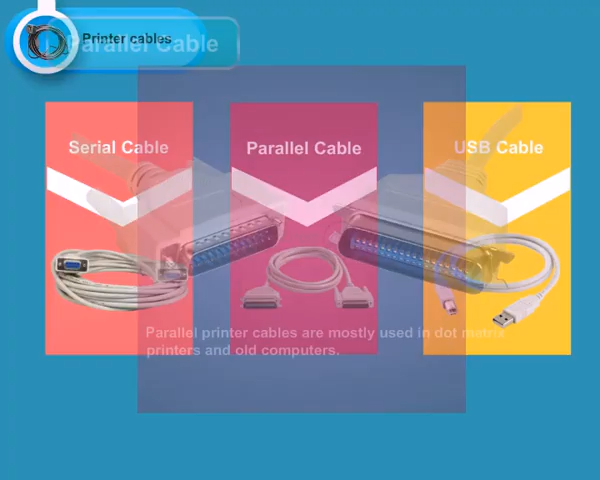 Printer cables
Parallel Cable
Serial Cable
Parallel Cable
USB Cable
Parallel printer cables are mostly used in dot matrix
printers and old computers.